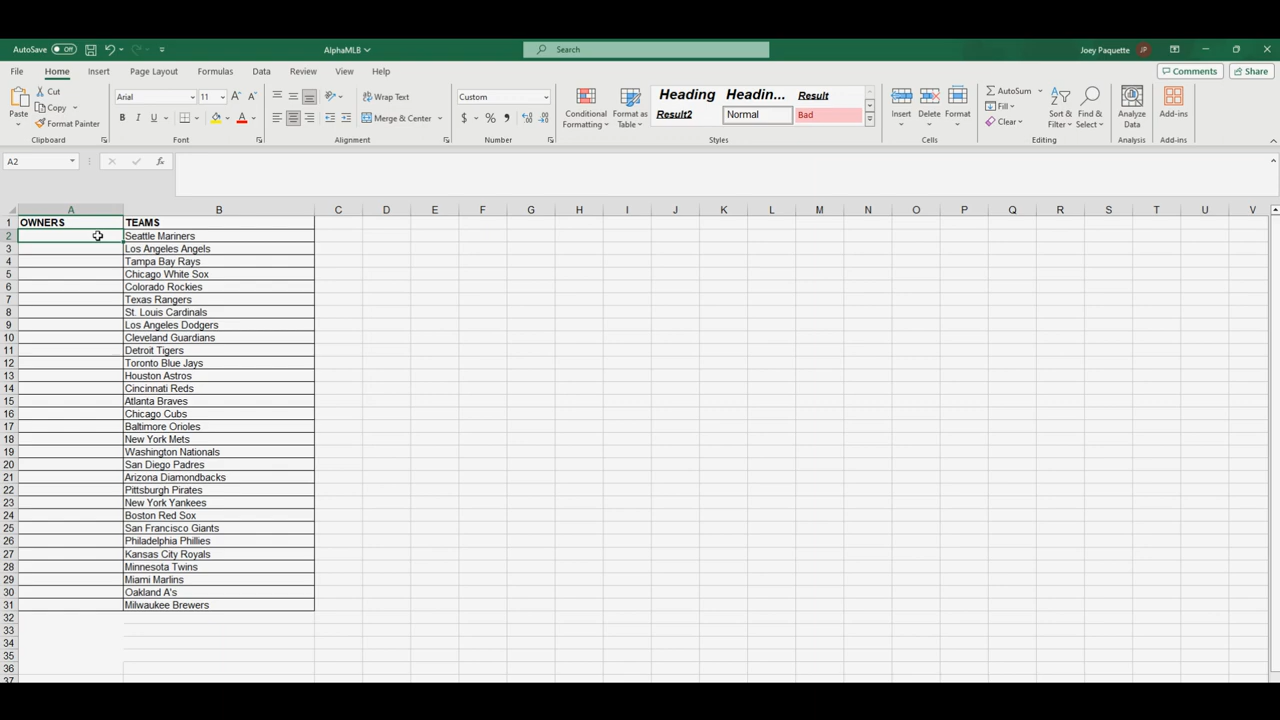 AutoSave Off AlphaMLB Search Joey Paquette JP
File Home Insert Page Layout Formulas Data Review View Help Comments Share
Paste Cut Copy Format Painter
Clipboard
Arial 11 A A B I U A
Font
Wrap Text
Merge & Center
Alignment
Custom
$ % 9
Number
Conditional Formatting Format as Table
Heading Headin... Result
Result2 Normal Bad
Styles
Insert Delete Format
Cells
AutoSum Fill Clear
Sort & Filter Find & Select
Editing
Analyze Data
Analysis
Add-ins
Add-ins
A2 fx
A B C D E F G H I J K L M N O P Q R S T U V
1 OWNERS TEAMS
2 Seattle Mariners
3 Los Angeles Angels
4 Tampa Bay Rays
5 Chicago White Sox
6 Colorado Rockies
7 Texas Rangers
8 St. Louis Cardinals
9 Los Angeles Dodgers
10 Cleveland Guardians
11 Detroit Tigers
12 Toronto Blue Jays
13 Houston Astros
14 Cincinnati Reds
15 Atlanta Braves
16 Chicago Cubs
17 Baltimore Orioles
18 New York Mets
19 Washington Nationals
20 San Diego Padres
21 Arizona Diamondbacks
22 Pittsburgh Pirates
23 New York Yankees
24 Boston Red Sox
25 San Francisco Giants
26 Philadelphia Phillies
27 Kansas City Royals
28 Minnesota Twins
29 Miami Marlins
30 Oakland A's
31 Milwaukee Brewers
32
33
34
35
36
37